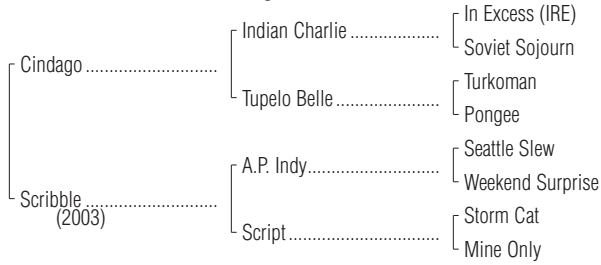 In Excess (IRE)
Indian Charlie ....................
Soviet Sojourn
Cindago ..............................
Turkoman
Tupelo Belle .......................
Pongee
Seattle Slew
A.P. Indy .............................
Weekend Surprise
Scribble ..............................
(2003)
Storm Cat
Script ..................................
Mine Only